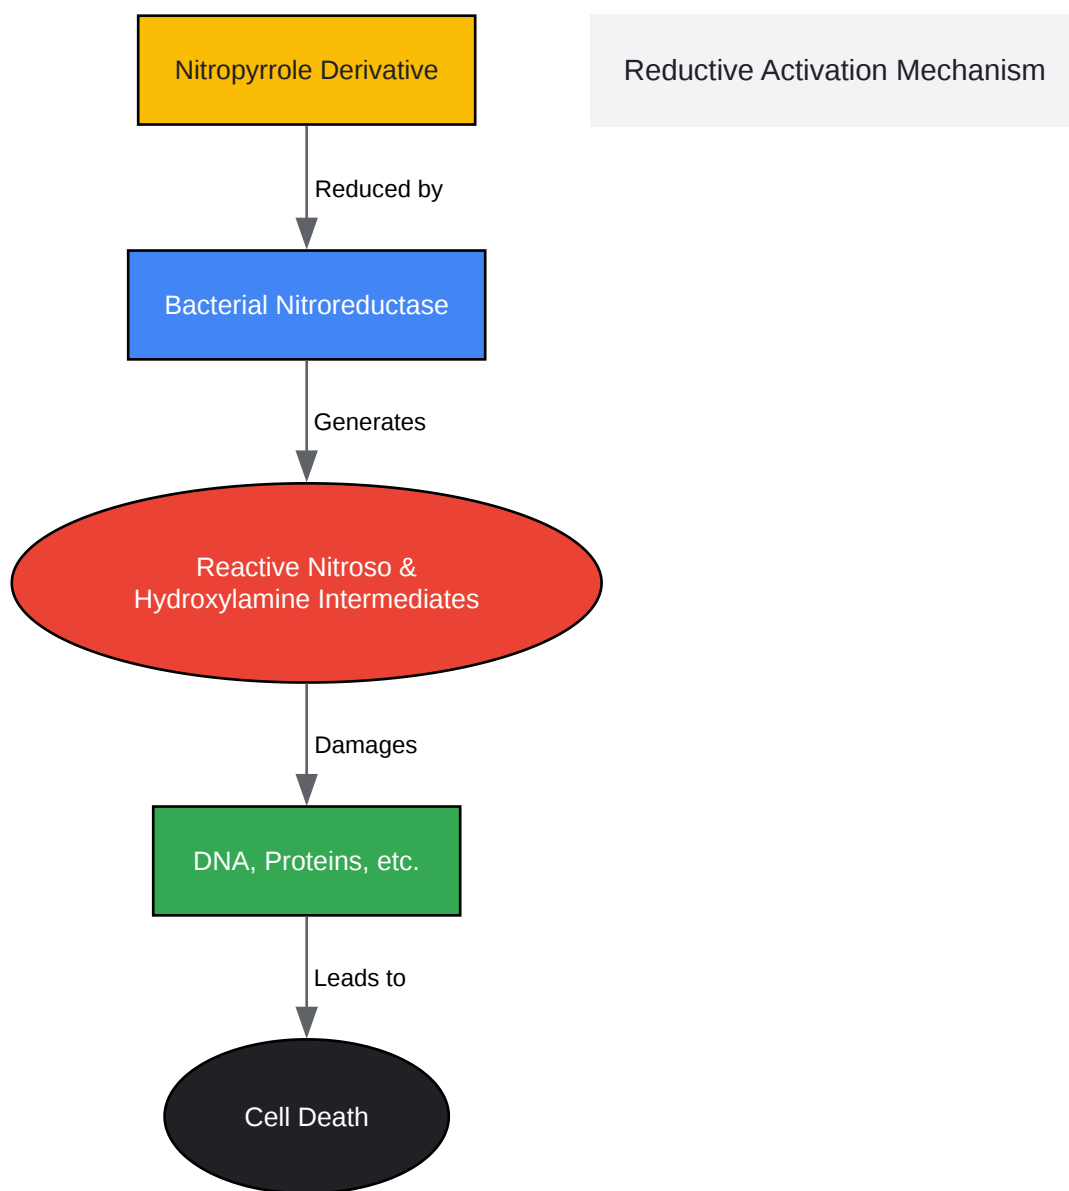 Nitropyrrole Derivative
Reductive Activation Mechanism
Reduced by
Bacterial Nitroreductase
Generates
Reactive Nitroso &
Hydroxylamine Intermediates
Damages
DNA, Proteins, etc.
Leads to
Cell Death